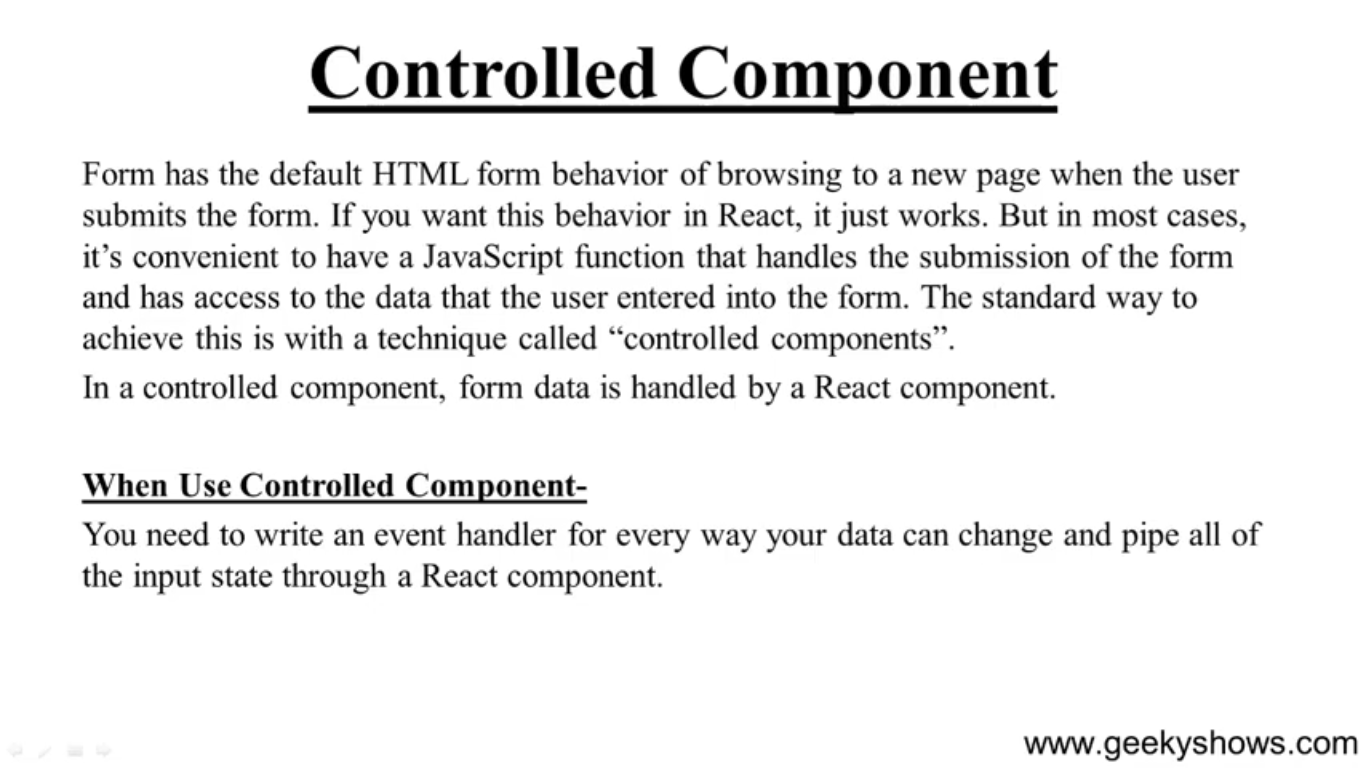 Controlled Component
Form has the default HTML form behavior of browsing to a new page when the user
submits the form. If you want this behavior in React, it just works. But in most cases,
it’s convenient to have a JavaScript function that handles the submission of the form
and has access to the data that the user entered into the form. The standard way to
achieve this is with a technique called “controlled components”.
In a controlled component, form data is handled by a React component.
When Use Controlled Component-
You need to write an event handler for every way your data can change and pipe all of
the input state through a React component.
www.geekyshows.com